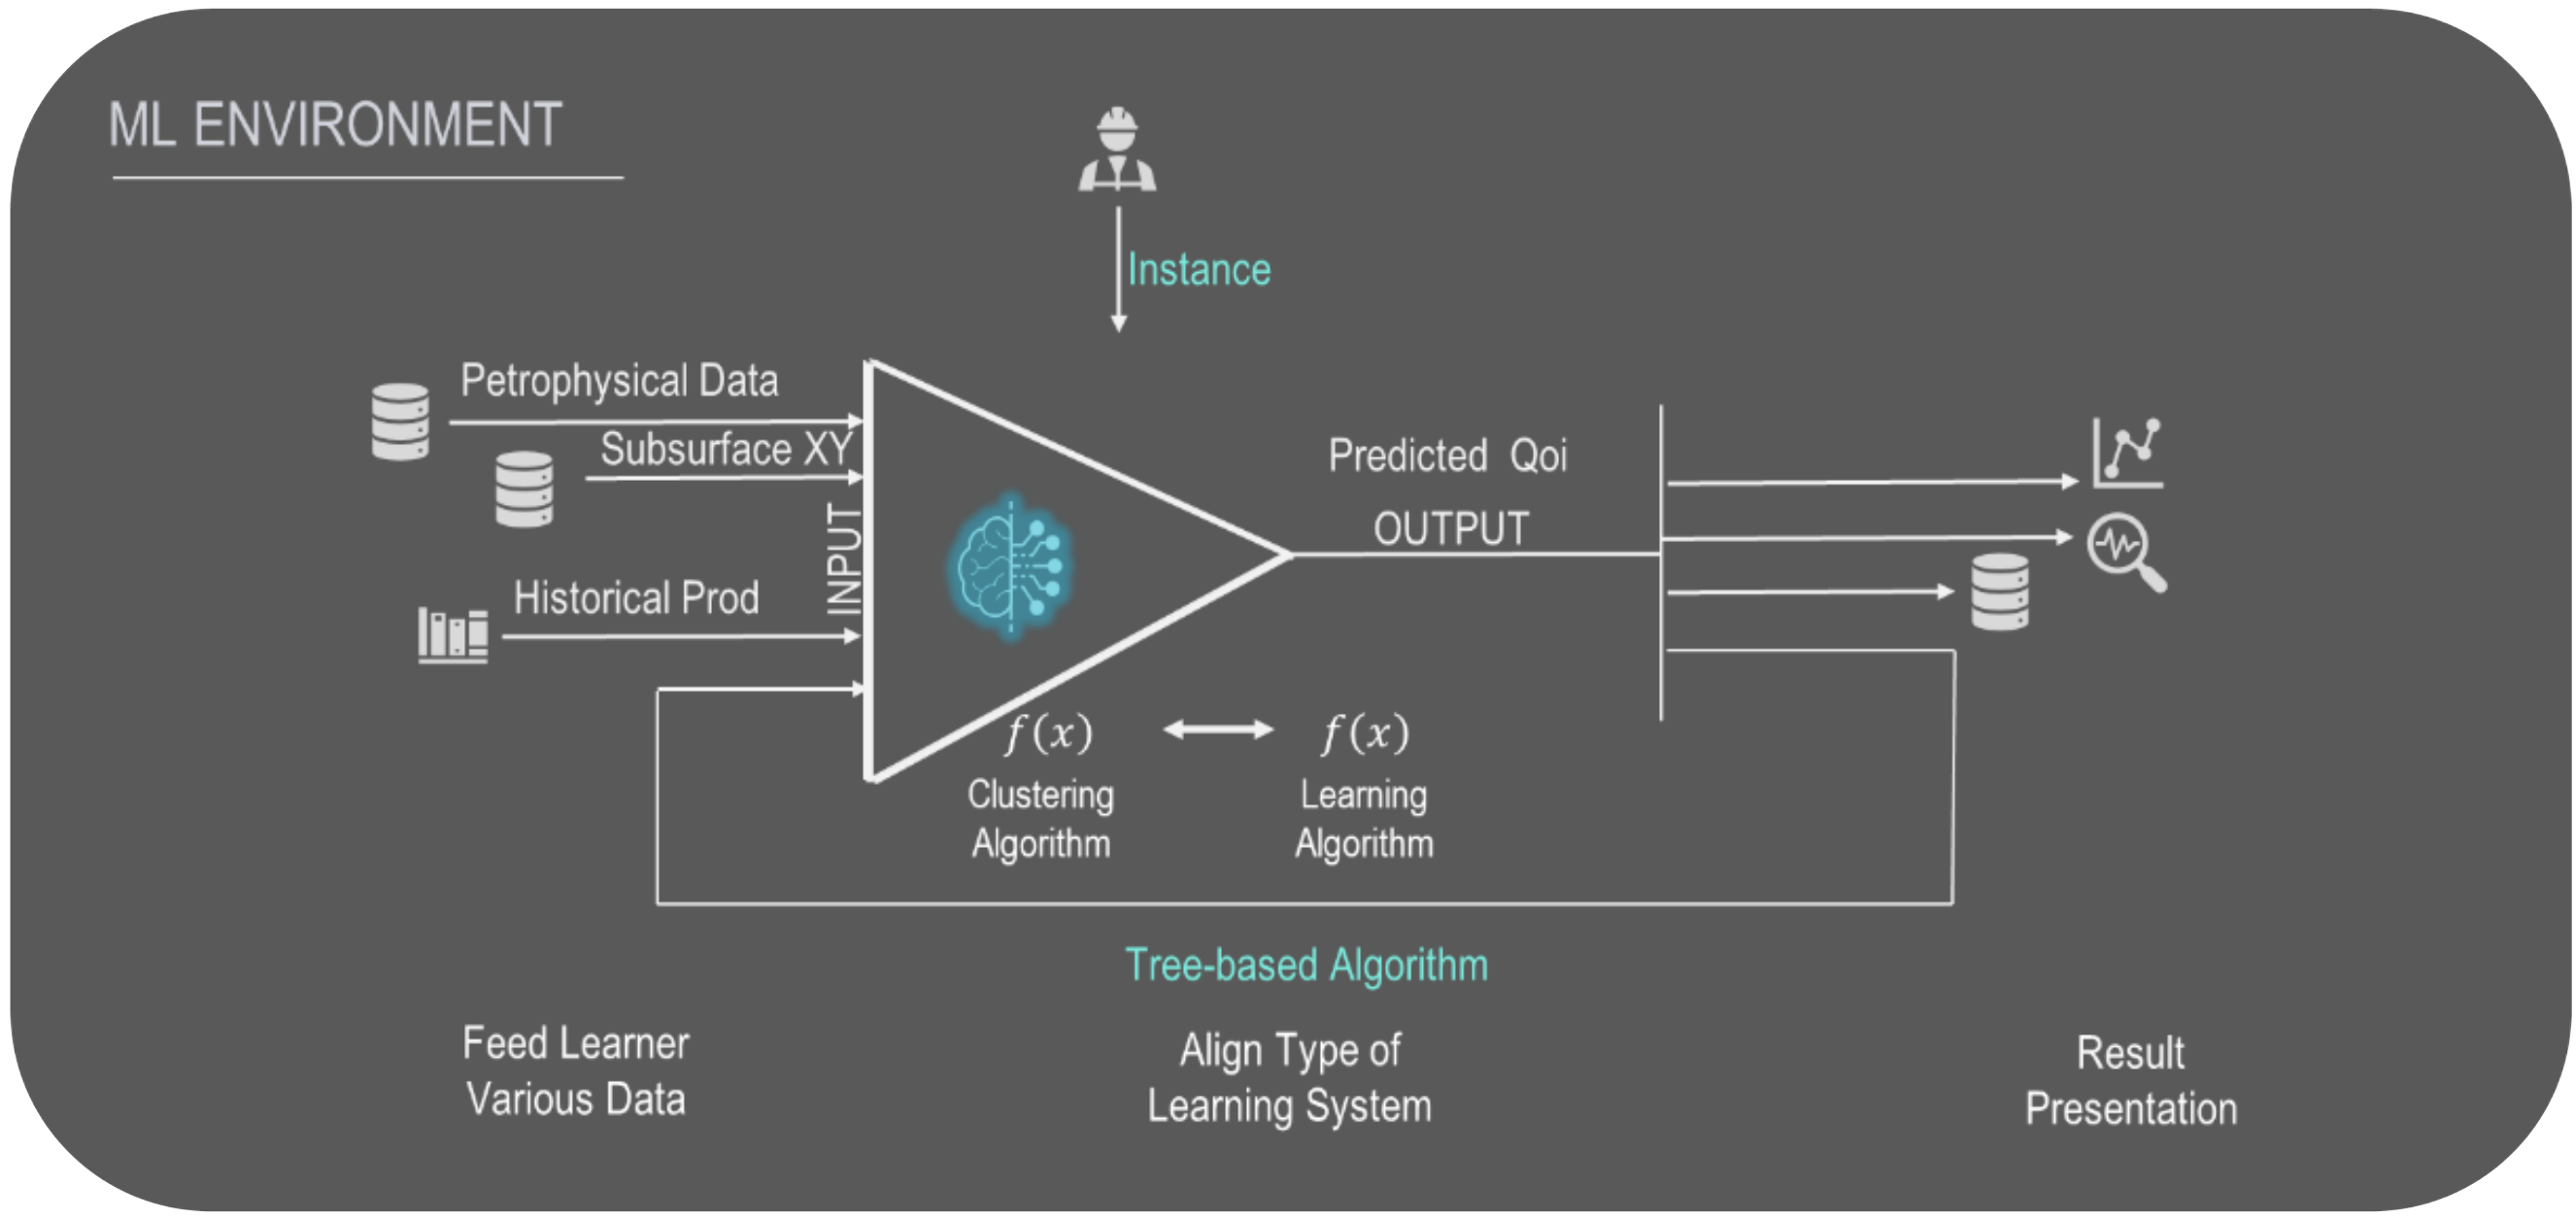 ML ENVIRONMENT
Instance
Petrophysical Data
Subsurface XY
Historical Prod
INPUT
Predicted Qoi
OUTPUT
f(x)
f(x)
Clustering
Algorithm
Learning
Algorithm
Tree-based Algorithm
Feed Learner
Various Data
Align Type of
Learning System
Result
Presentation